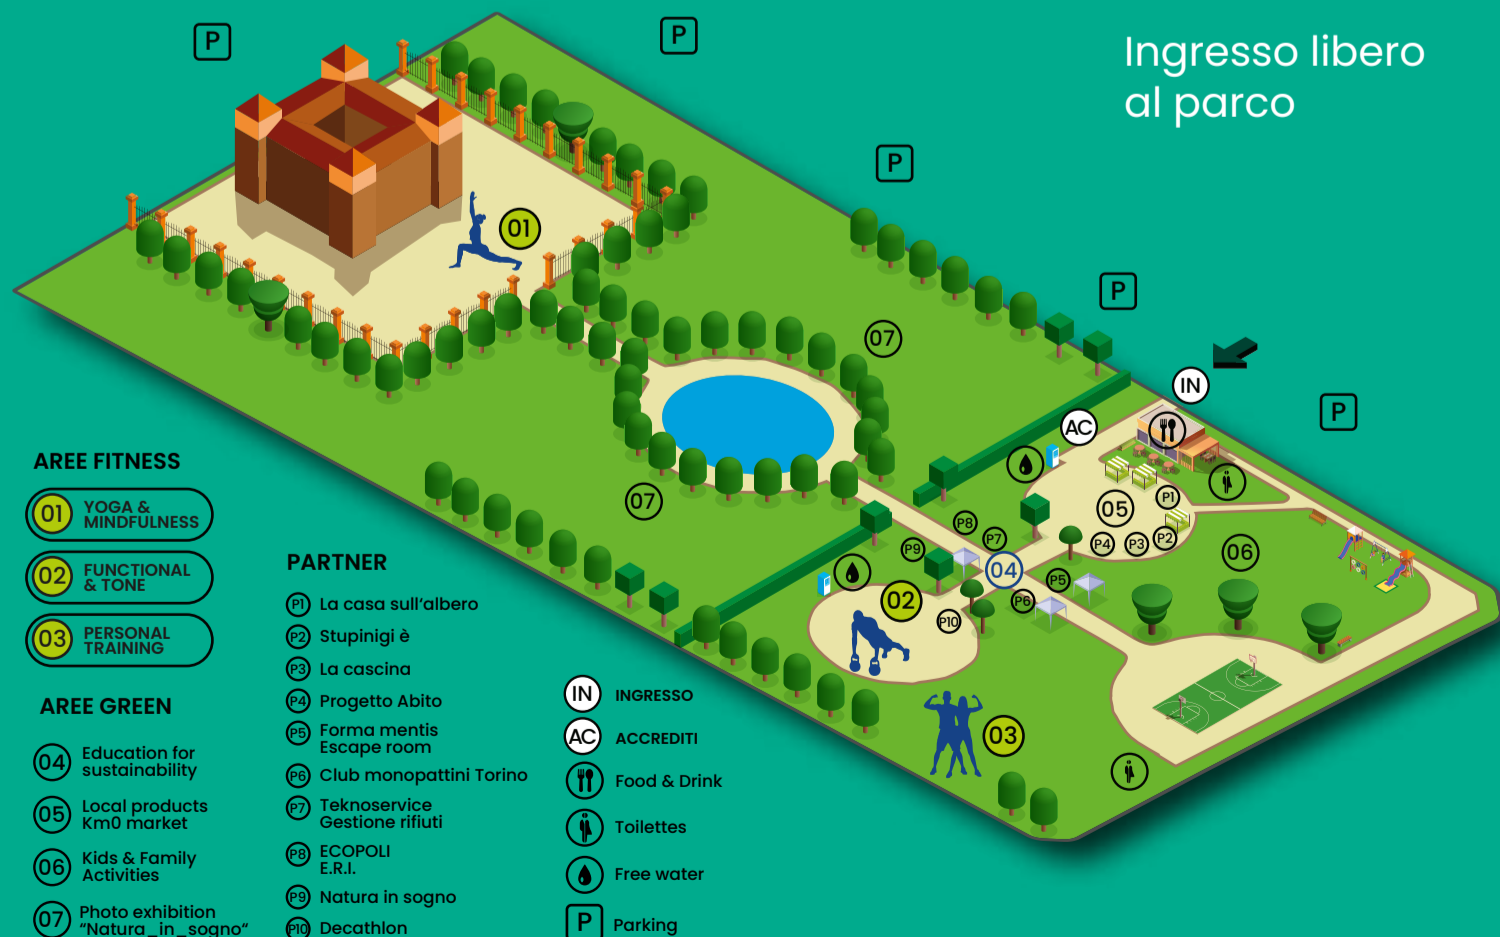 P
P
Ingresso libero
al parco
P
P
P
01
07
07
IN
AC
05
P1
P2
P3
P4
P8
P7
P9
04
P5
P6
06
02
P10
03
AREE FITNESS
01 YOGA &
MINDFULNESS
02 FUNCTIONAL
& TONE
03 PERSONAL
TRAINING
AREE GREEN
04 Education for
sustainability
05 Local products
Km0 market
06 Kids & Family
Activities
07 Photo exhibition
“Natura_in_sogno“
PARTNER
P1 La casa sull’albero
P2 Stupinigi è
P3 La cascina
P4 Progetto Abito
P5 Forma mentis
Escape room
P6 Club monopattini Torino
P7 Teknoservice
Gestione rifiuti
P8 ECOPOLI
E.R.I.
P9 Natura in sogno
P10 Decathlon
IN INGRESSO
AC ACCREDITI
Food & Drink
Toilettes
Free water
P Parking